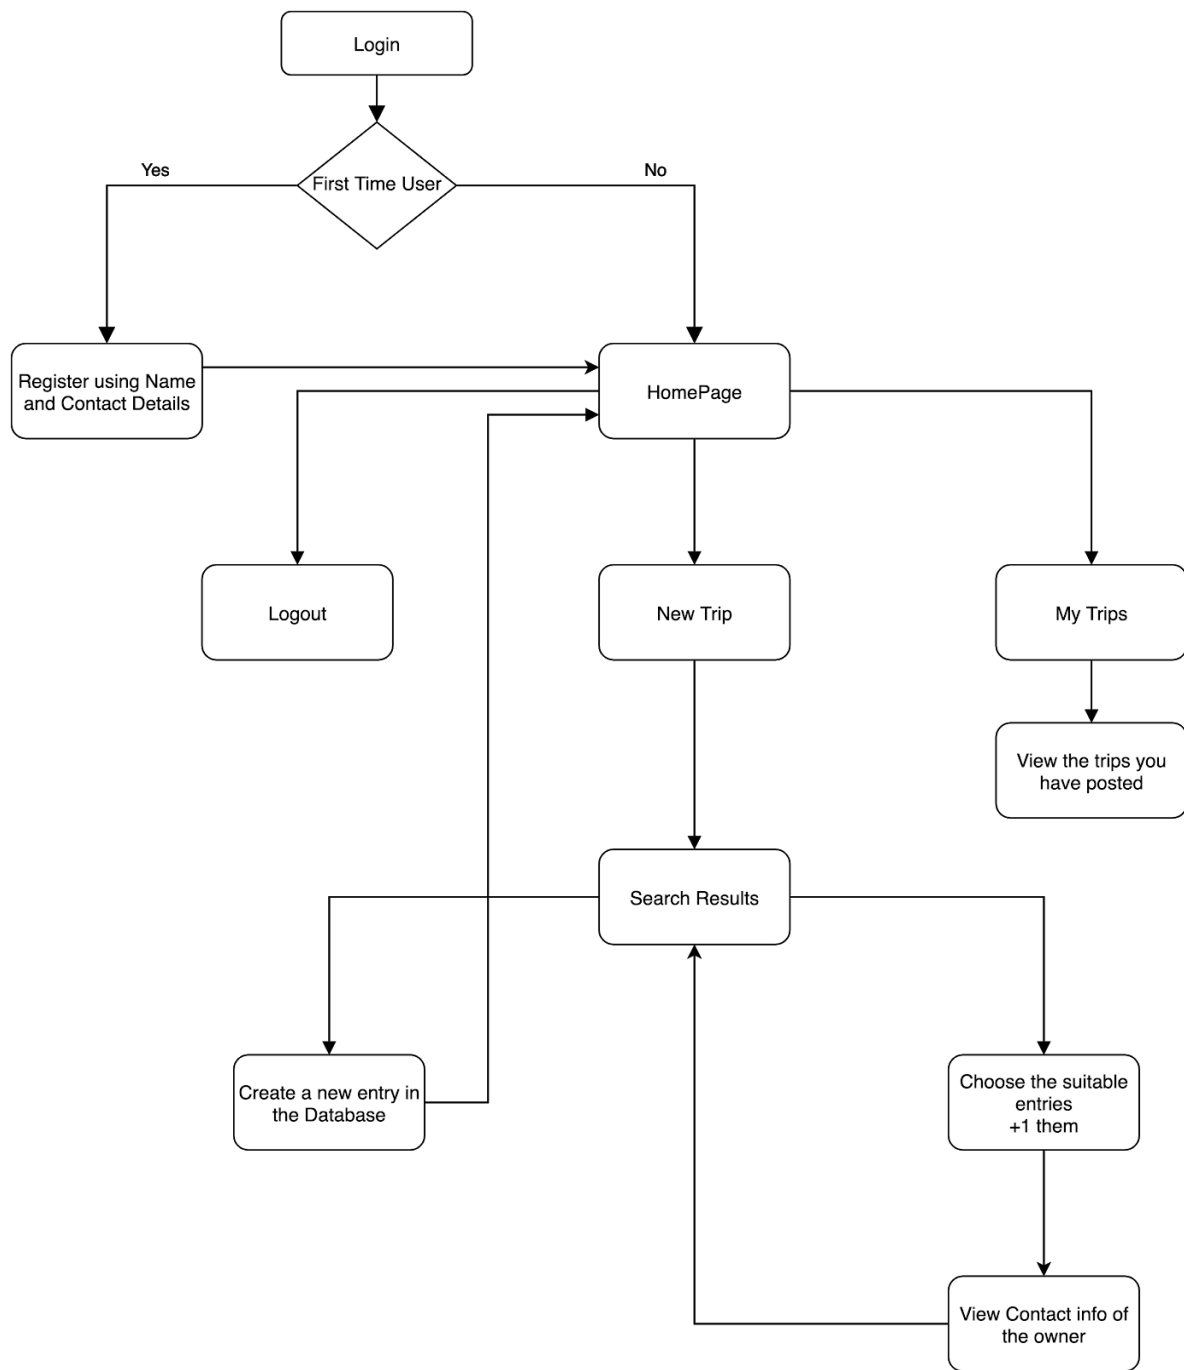 Login
First Time User
Yes
No
Register using Name
and Contact Details
HomePage
Logout
New Trip
My Trips
View the trips you
have posted
Search Results
Create a new entry in
the Database
Choose the suitable
entries
+1 them
View Contact info of
the owner